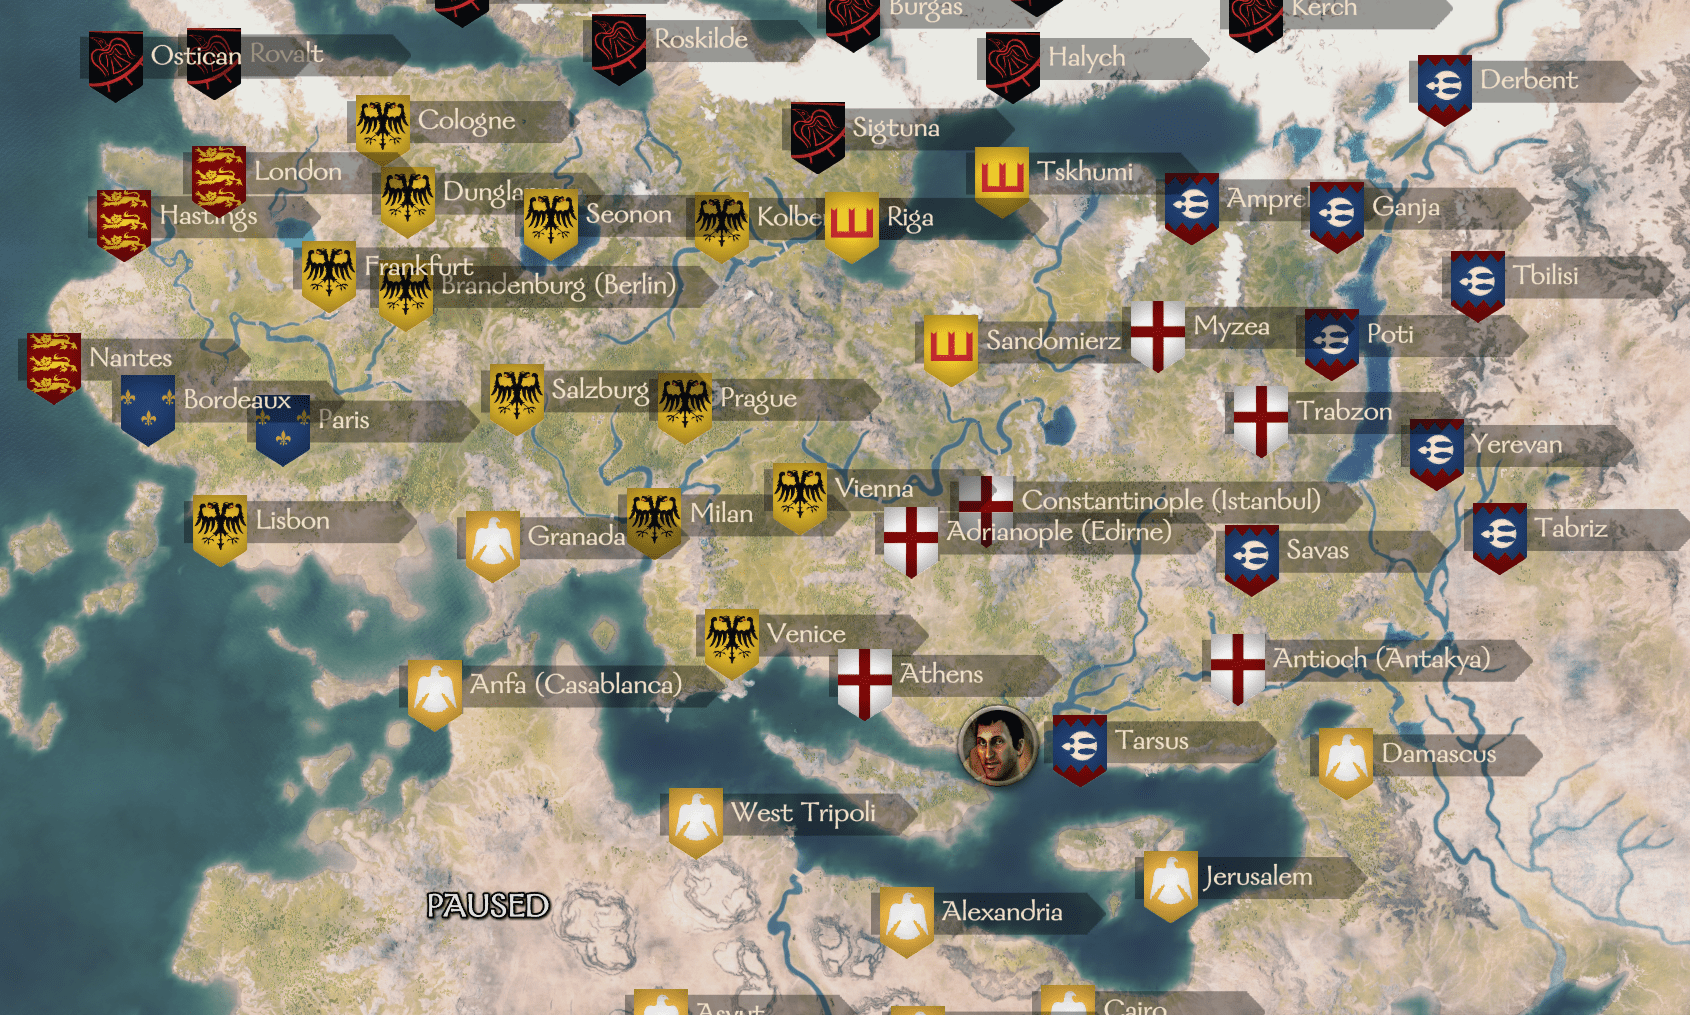 Burgas
Kerch
Roskilde
Ostican
Rovalt
Halych
Derbent
Cologne
Sigtuna
London
Tskhumi
Dungla
Hastings
Seonon
Kolbe
Riga
Ampre
Ganja
Frankfurt
Brandenburg (Berlin)
Tbilisi
Nantes
Sandomierz
Myzea
Poti
Bordeaux
Paris
Salzburg
Prague
Trabzon
Yerevan
Lisbon
Granada
Milan
Vienna
Constantinople (Istanbul)
Adrianople (Edirne)
Savas
Tabriz
Venice
Athens
Antioch (Antakya)
Anfa (Casablanca)
Tarsus
Damascus
West Tripoli
Jerusalem
PAUSED
Alexandria
Asyut
Cairo